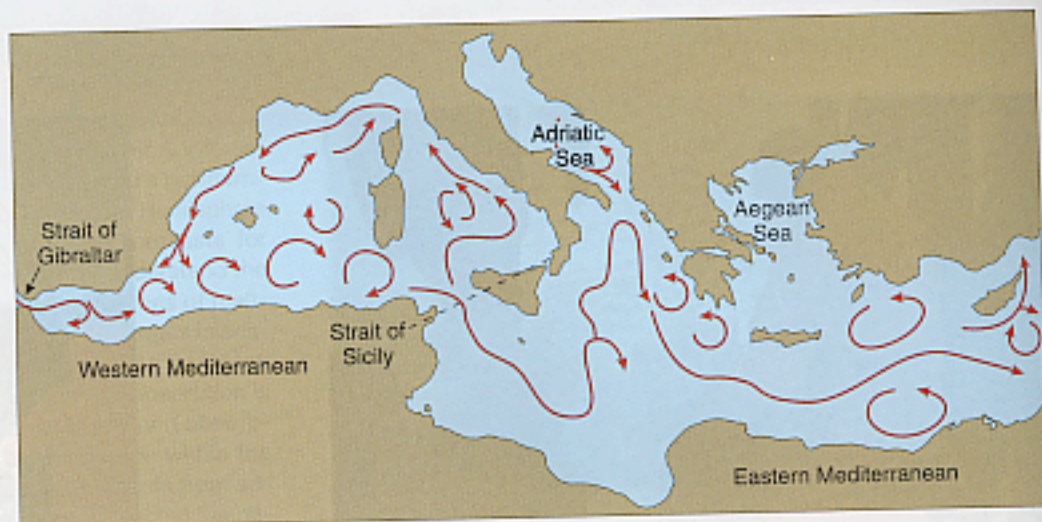 Adriatic
Sea
Aegean
Sea
Strait of
Gibraltar
Strait of
Sicily
Western Mediterranean
Eastern Mediterranean